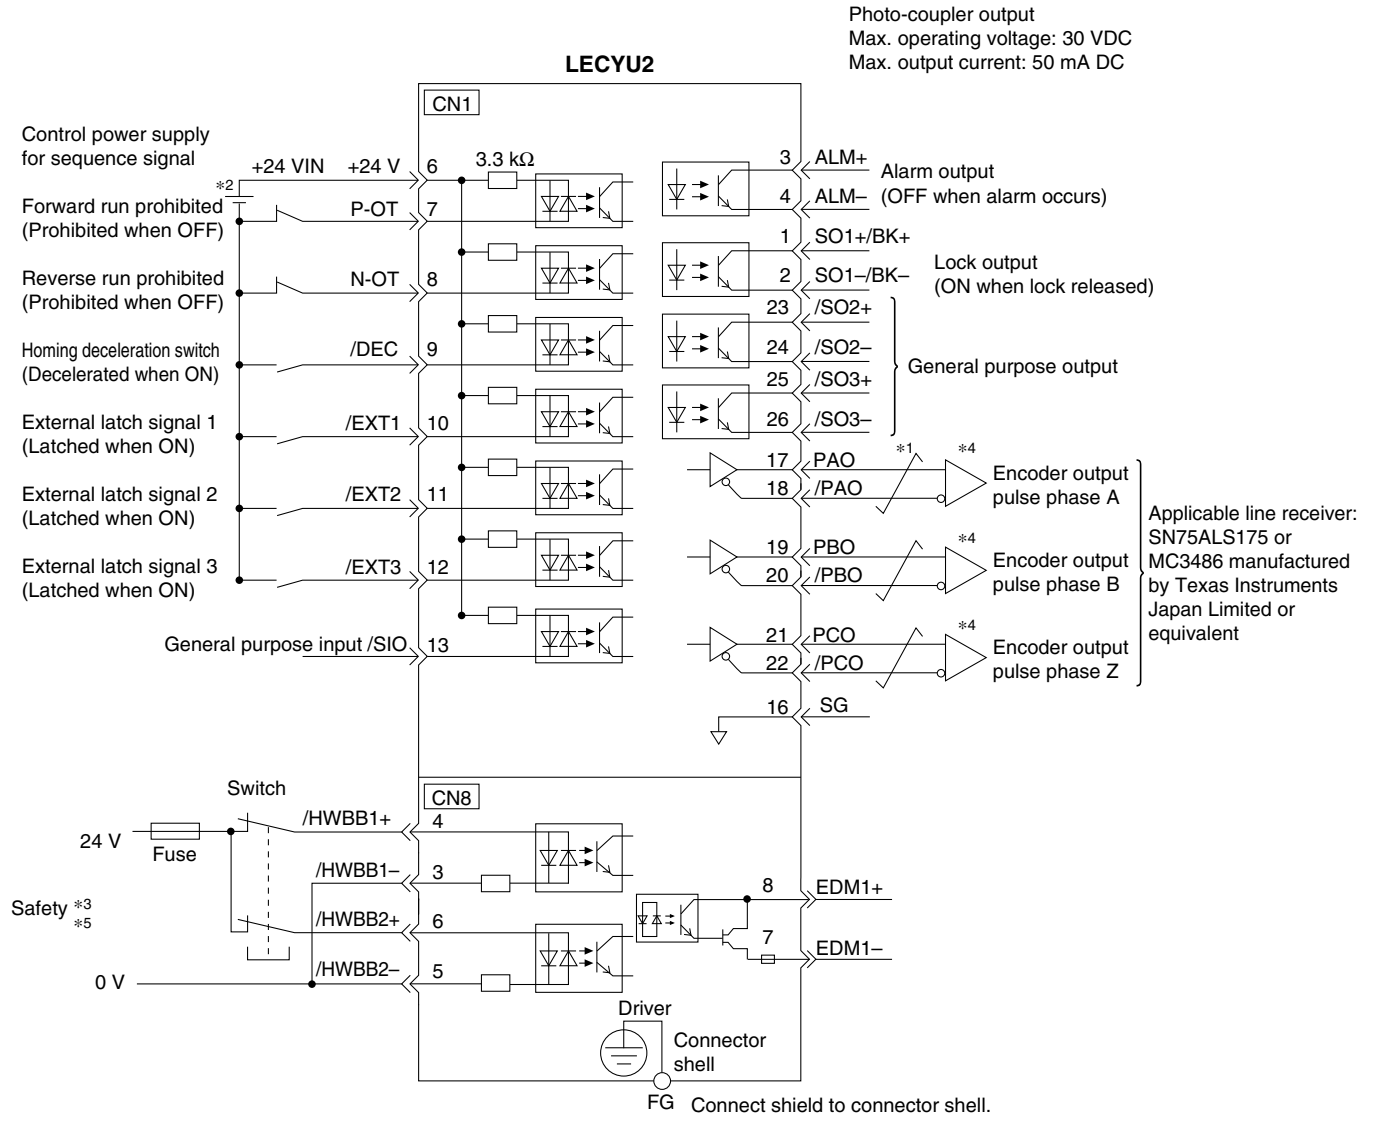 Photo-coupler output
Max. operating voltage: 30 VDC
Max. output current: 50 mA DC
LECYU2
CN1
Control power supply
for sequence signal
+24 VIN
+24 V
6
3.3 kΩ
*2
Forward run prohibited
(Prohibited when OFF)
P-OT
7
Reverse run prohibited
(Prohibited when OFF)
N-OT
8
Homing deceleration switch
(Decelerated when ON)
/DEC
9
External latch signal 1
(Latched when ON)
/EXT1
10
External latch signal 2
(Latched when ON)
/EXT2
11
External latch signal 3
(Latched when ON)
/EXT3
12
General purpose input /SIO
13
3
ALM+
4
ALM–
Alarm output
(OFF when alarm occurs)
1
SO1+/BK+
2
SO1–/BK–
Lock output
(ON when lock released)
23
/SO2+
24
/SO2–
25
/SO3+
26
/SO3–
General purpose output
17
PAO
18
/PAO
*1
*4
Encoder output
pulse phase A
19
PBO
20
/PBO
*4
Encoder output
pulse phase B
21
PCO
22
/PCO
*4
Encoder output
pulse phase Z
Applicable line receiver:
SN75ALS175 or
MC3486 manufactured
by Texas Instruments
Japan Limited or
equivalent
16
SG
CN8
Switch
24 V
Fuse
/HWBB1+
4
/HWBB1–
3
Safety *3
*5
/HWBB2+
6
/HWBB2–
5
0 V
8
EDM1+
7
EDM1–
Driver
Connector
shell
FG
Connect shield to connector shell.